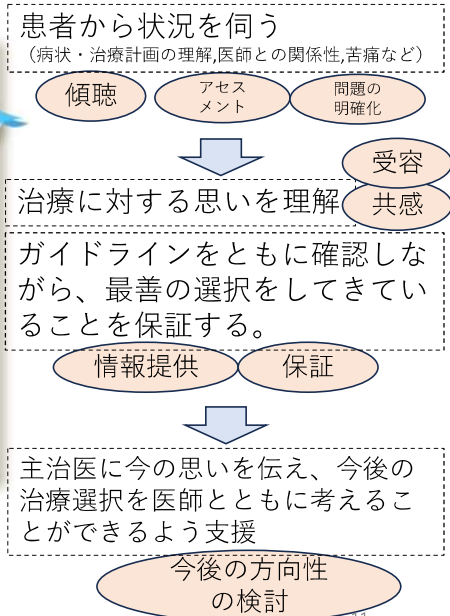 患者から状況を伺う
（病状・治療計画の理解,医師との関係性,苦痛など）
傾聴
アセス
メント
問題の
明確化
受容
治療に対する思いを理解
共感
ガイドラインをともに確認しな
がら、最善の選択をしてきてい
ることを保証する。
情報提供
保証
主治医に今の思いを伝え、今後の
治療選択を医師とともに考えるこ
とができるよう支援
今後の方向性
の検討